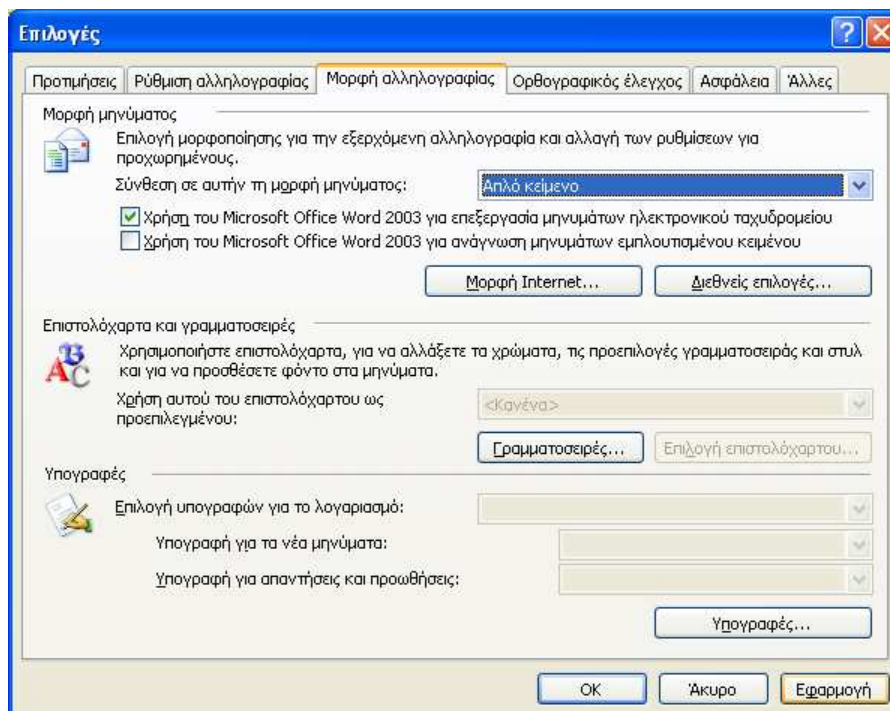 Επιλογές
Προτιμήσεις Ρύθμιση αλληλογραφίας Μορφή αλληλογραφίας Ορθογραφικός έλεγχος Ασφάλεια Άλλες
Μορφή μηνύματος
Επιλογή μορφοποίησης για την εξερχόμενη αλληλογραφία και αλλαγή των ρυθμίσεων για
προχωρημένους.
Σύνθεση σε αυτήν τη μορφή μηνύματος: Απλό κείμενο
Χρήση του Microsoft Office Word 2003 για επεξεργασία μηνυμάτων ηλεκτρονικού ταχυδρομείου
Χρήση του Microsoft Office Word 2003 για ανάγνωση μηνυμάτων εμπλουτισμένου κειμένου
Μορφή Internet... Διεθνείς επιλογές...
Επιστολόχαρτα και γραμματοσειρές
Χρησιμοποιήστε επιστολόχαρτα, για να αλλάξετε τα χρώματα, τις προεπιλογές γραμματοσειράς και στυλ
και για να προσθέσετε φόντο στα μηνύματα.
Χρήση αυτού του επιστολόχαρτου ως
προεπιλεγμένου: <Κανένα>
Γραμματοσειρές... Επιλογή επιστολόχαρτου...
Υπογραφές
Επιλογή υπογραφών για το λογαριασμό:
Υπογραφή για τα νέα μηνύματα:
Υπογραφή για απαντήσεις και προωθήσεις:
Υπογραφές...
OK Άκυρο Εφαρμογή